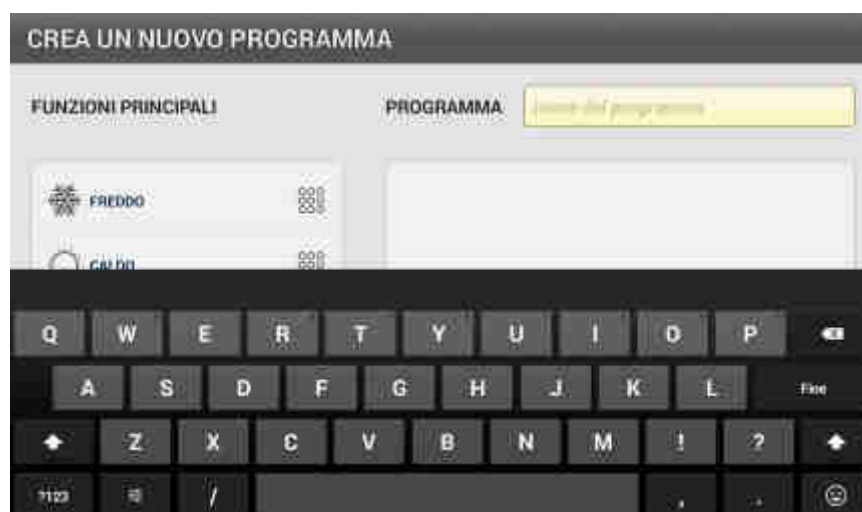 CREA UN NUOVO PROGRAMMA
FUNZIONI PRINCIPALI
PROGRAMMA
FREDDO
CALDO
Q W E R T Y U I O P
A S D F G H J K L Fine
Z X C V B N M ! ?
?123 / , .